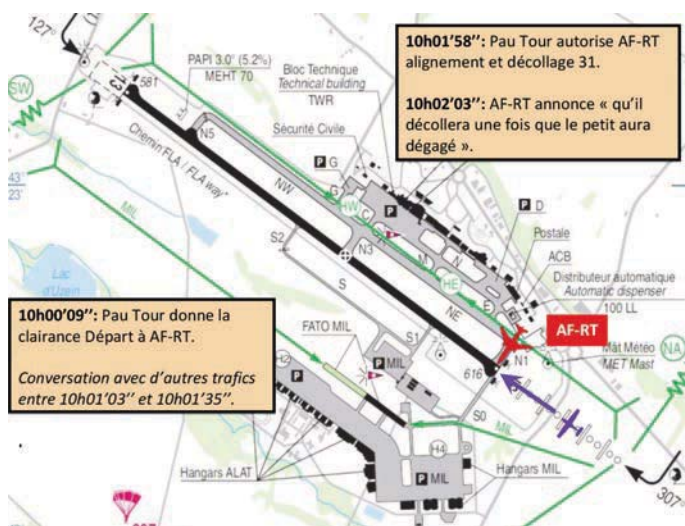 10h01'58'': Pau Tour autorise AF-RT
alignement et décollage 31.
10h02'03'': AF-RT annonce « qu'il
décollera une fois que le petit aura
dégagé ».
127°
PAPI 3.0° (5.2%)
MEHT 70
Bloc Technique
Technical building
TWR
Sécurité Civile
SW
13
581
N5
Chemin FLA / FLA way*
NW
P G
G
HW
C
P
P D
43
23'
MIL
S2
N3
M
N
Postale
ACB
Distributeur automatique
Automatic dispenser
100 LL
HE
E
S
NE
Lac
d'Uzein
10h00'09'': Pau Tour donne la
clairance Départ à AF-RT.
Conversation avec d'autres trafics
entre 10h01'03'' et 10h01'35''.
S1
AF-RT
FATO MIL
P MIL
616
N1
Mât Météo
MET Mast
NA
H2
P
S0
MIL
H4
Hangars ALAT
P MIL
Hangars MIL
307°